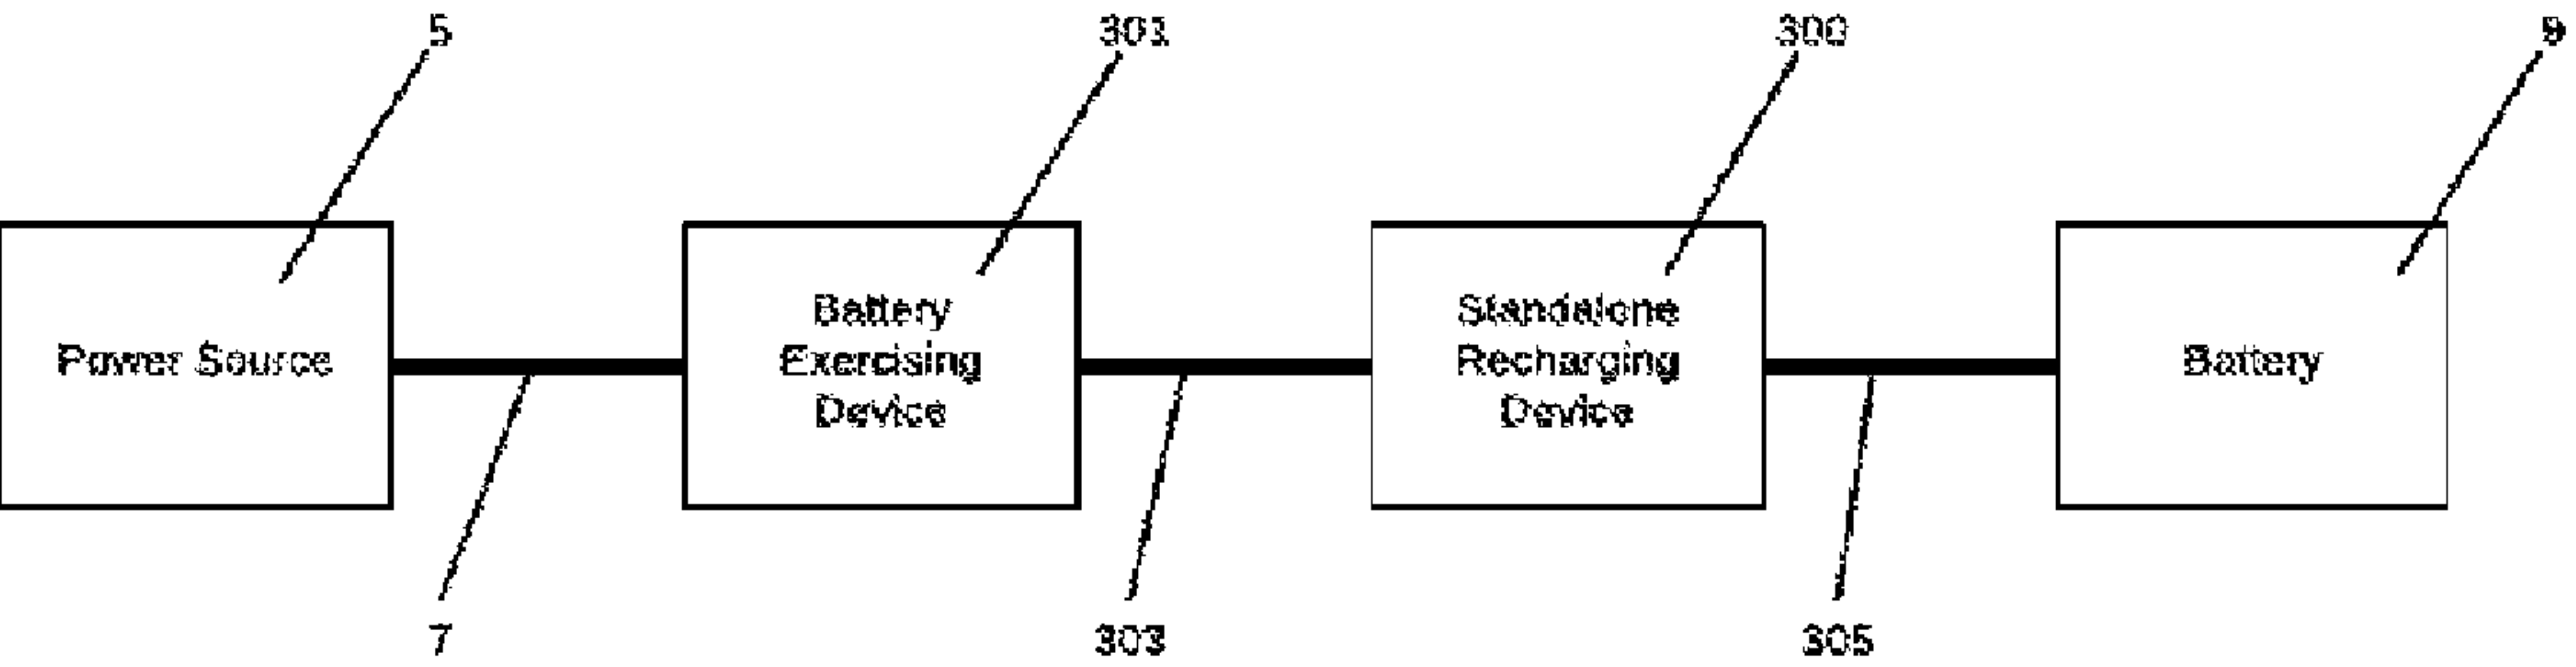 5
301
300
9
Power Source
Battery
Exercising
Device
Standalone
Recharging
Device
Battery
7
303
305